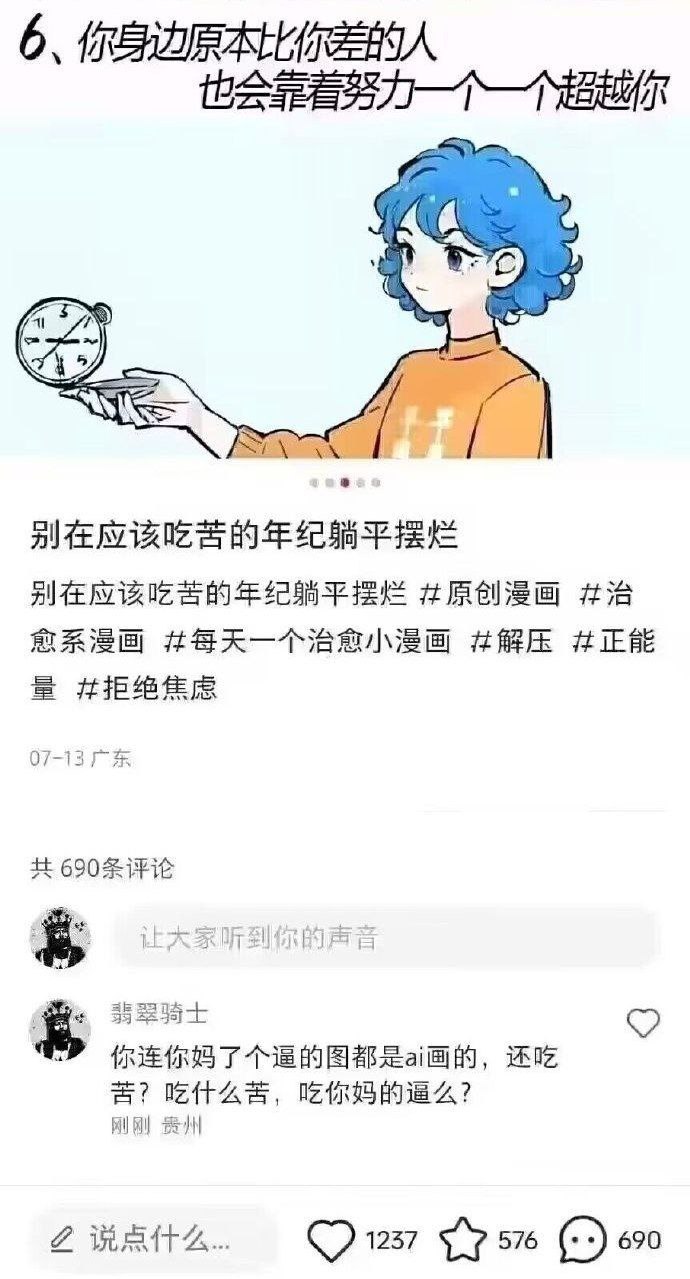 6、你身边原本比你差的人
也会靠着努力一个一个超越你
别在应该吃苦的年纪躺平摆烂
别在应该吃苦的年纪躺平摆烂 #原创漫画 #治
愈系漫画 #每天一个治愈小漫画 #解压 #正能
量 #拒绝焦虑
07-13 广东
共 690条评论
让大家听到你的声音
翡翠骑士
你连你妈了个逼的图都是ai画的，还吃
苦？吃什么苦，吃你妈的逼么？
刚刚 贵州
说点什么... 1237 576 690